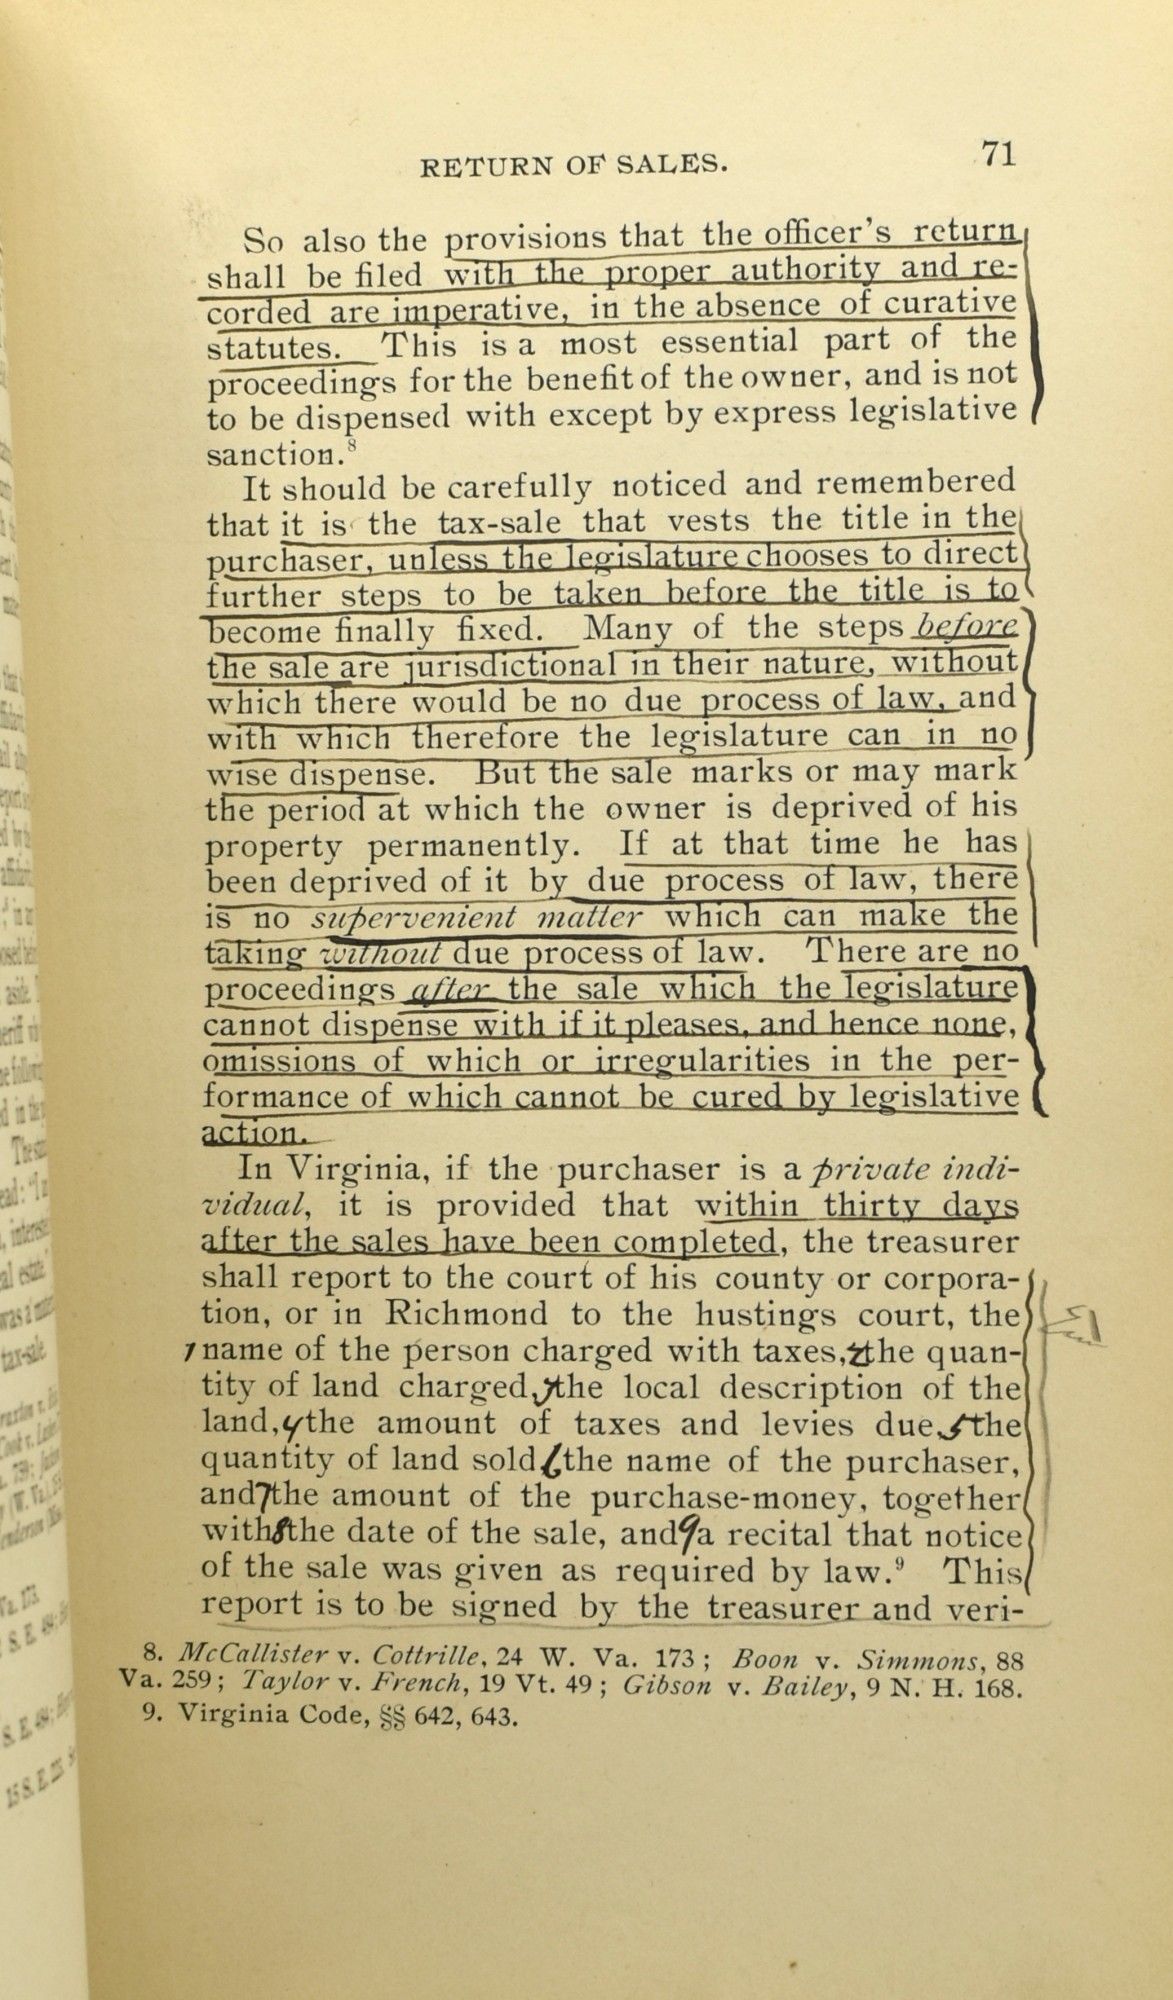 RETURN OF SALES. 71
So also the provisions that the officer's return
shall be filed with the proper authority and re-
corded are imperative, in the absence of curative
statutes. This is a most essential part of the
proceedings for the benefit of the owner, and is not
to be dispensed with except by express legislative
sanction.⁸
It should be carefully noticed and remembered
that it is the tax-sale that vests the title in the
purchaser, unless the legislature chooses to direct
further steps to be taken before the title is to
become finally fixed. Many of the steps before
the sale are jurisdictional in their nature, without
which there would be no due process of law, and
with which therefore the legislature can in no
wise dispense. But the sale marks or may mark
the period at which the owner is deprived of his
property permanently. If at that time he has
been deprived of it by due process of law, there
is no supervenient matter which can make the
taking without due process of law. There are no
proceedings after the sale which the legislature
cannot dispense with if it pleases, and hence none,
omissions of which or irregularities in the per-
formance of which cannot be cured by legislative
action.
In Virginia, if the purchaser is a private indi-
vidual, it is provided that within thirty days
after the sales have been completed, the treasurer
shall report to the court of his county or corpora-
tion, or in Richmond to the hustings court, the
1 name of the person charged with taxes, 2 the quan-
tity of land charged, 3 the local description of the
land, 4 the amount of taxes and levies due, 5 the
quantity of land sold, 6 the name of the purchaser,
and 7 the amount of the purchase-money, together
with 8 the date of the sale, and 9 a recital that notice
of the sale was given as required by law.⁹ This
report is to be signed by the treasurer and veri-
8. McCallister v. Cottrille, 24 W. Va. 173; Boon v. Simmons, 88
Va. 259; Taylor v. French, 19 Vt. 49; Gibson v. Bailey, 9 N. H. 168.
9. Virginia Code, §§ 642, 643.